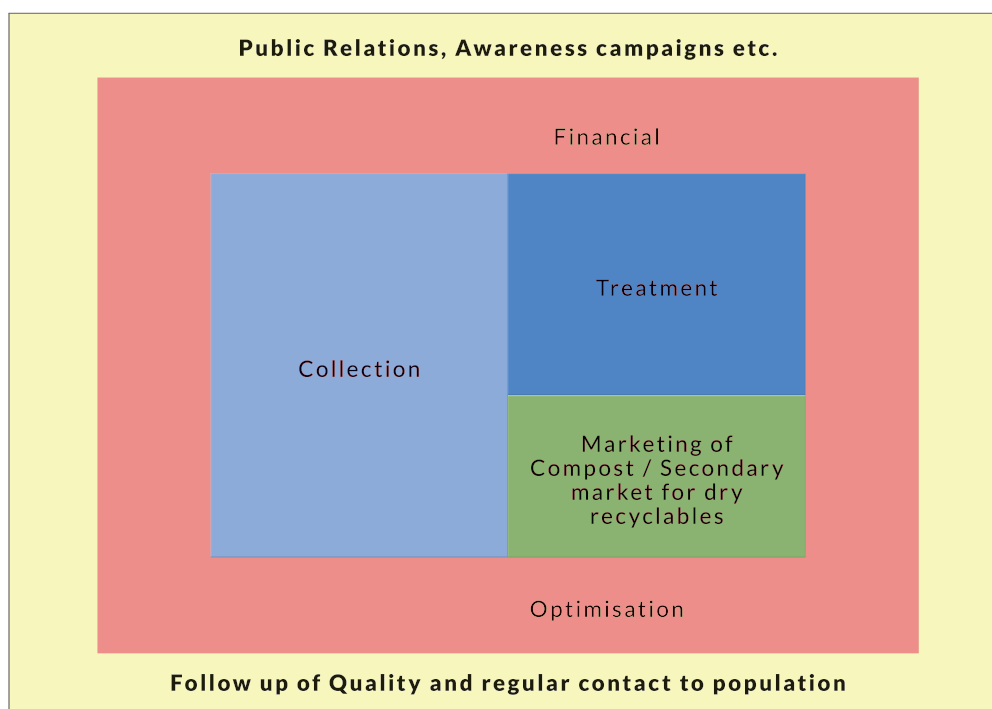 Public Relations, Awareness campaigns etc.
Financial
Collection
Treatment
Marketing of
Compost / Secondary
market for dry
recyclables
Optimisation
Follow up of Quality and regular contact to population